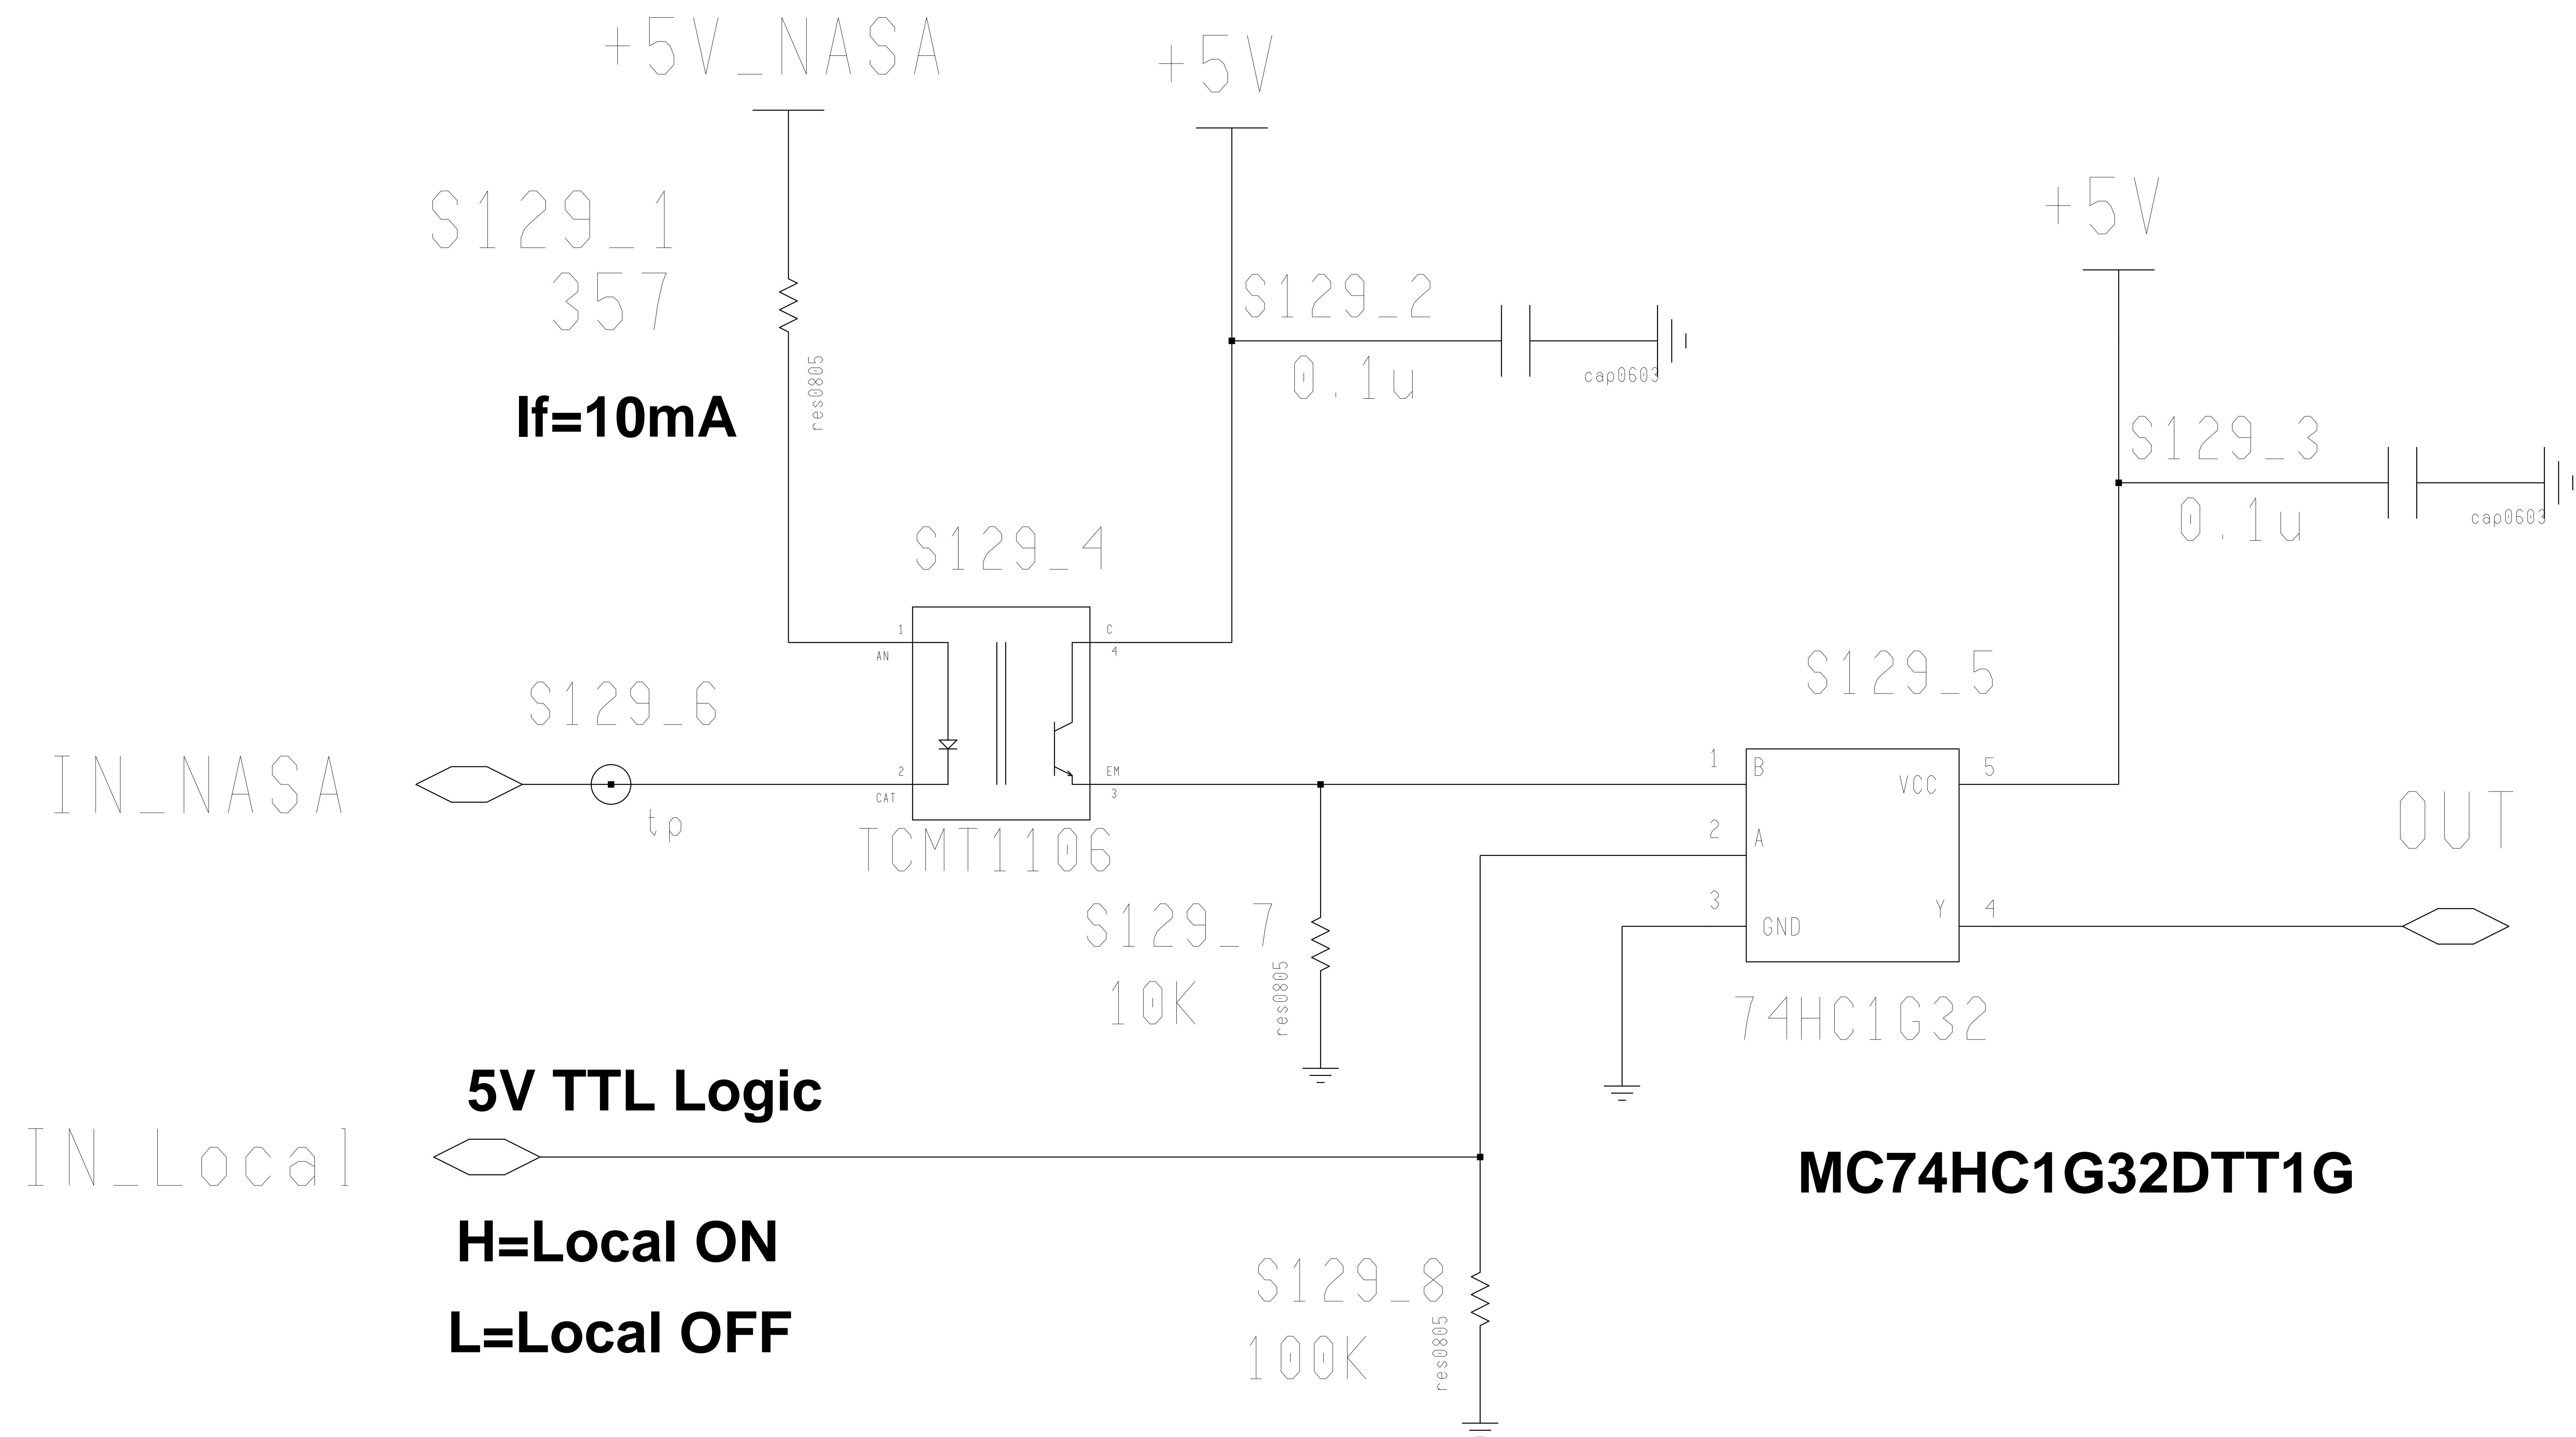 +5V_NASA
+5V
+5V
S129_1
357
res0805
If=10mA
S129_2
0.1u
cap0603
S129_3
0.1u
cap0603
S129_4
1
AN
C
4
2
CAT
EM
3
TCMT1106
S129_6
IN_NASA
tp
S129_5
1
B
VCC
5
2
A
3
GND
Y
4
OUT
74HC1G32
S129_7
10K
res0805
5V TTL Logic
IN_Local
H=Local ON
L=Local OFF
MC74HC1G32DTT1G
S129_8
100K
res0805